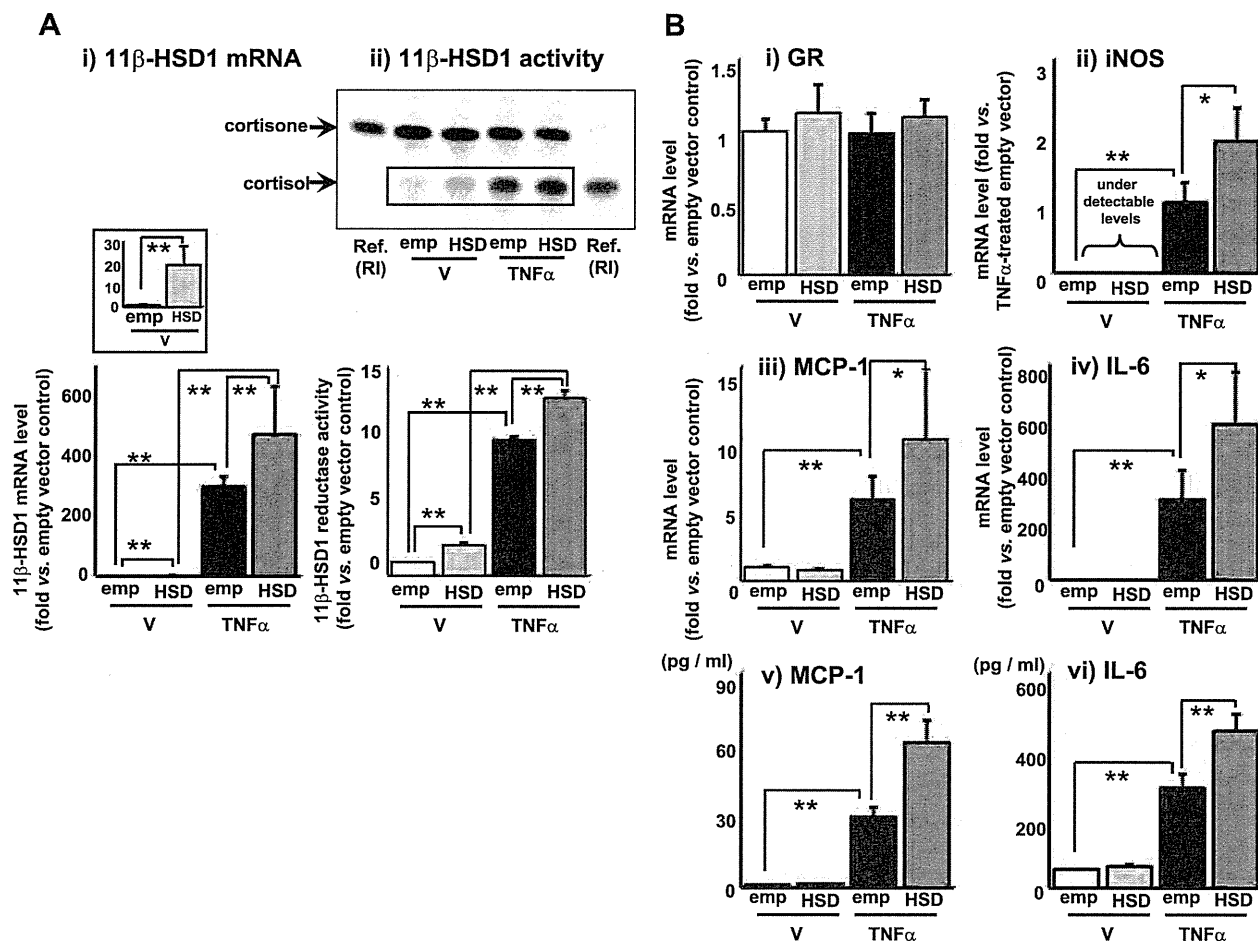 A
i) 11β-HSD1 mRNA
ii) 11β-HSD1 activity
cortisone
cortisol
Ref. (RI)
emp HSD emp HSD
V TNFα
Ref. (RI)
30
20
10
0
**
emp HSD
V
11β-HSD1 mRNA level
(fold vs. empty vector control)
600
400
200
0
** ** ** **
emp HSD emp HSD
V TNFα
11β-HSD1 reductase activity
(fold vs. empty vector control)
15
10
5
0
** ** ** **
emp HSD emp HSD
V TNFα
B
i) GR
mRNA level
(fold vs. empty vector control)
1.5
1
0.5
0
emp HSD emp HSD
V TNFα
ii) iNOS
mRNA level (fold vs.
TNFα-treated empty vector)
3
2
1
0
*
**
under
detectable
levels
emp HSD
V TNFα
iii) MCP-1
mRNA level
(fold vs. empty vector control)
15
10
5
0
*
**
emp HSD emp HSD
V TNFα
iv) IL-6
mRNA level
(fold vs. empty vector control)
800
600
400
200
0
*
**
emp HSD emp HSD
V TNFα
(pg / ml)
v) MCP-1
90
60
30
0
**
**
emp HSD emp HSD
V TNFα
(pg / ml)
vi) IL-6
600
400
200
0
**
**
emp HSD emp HSD
V TNFα